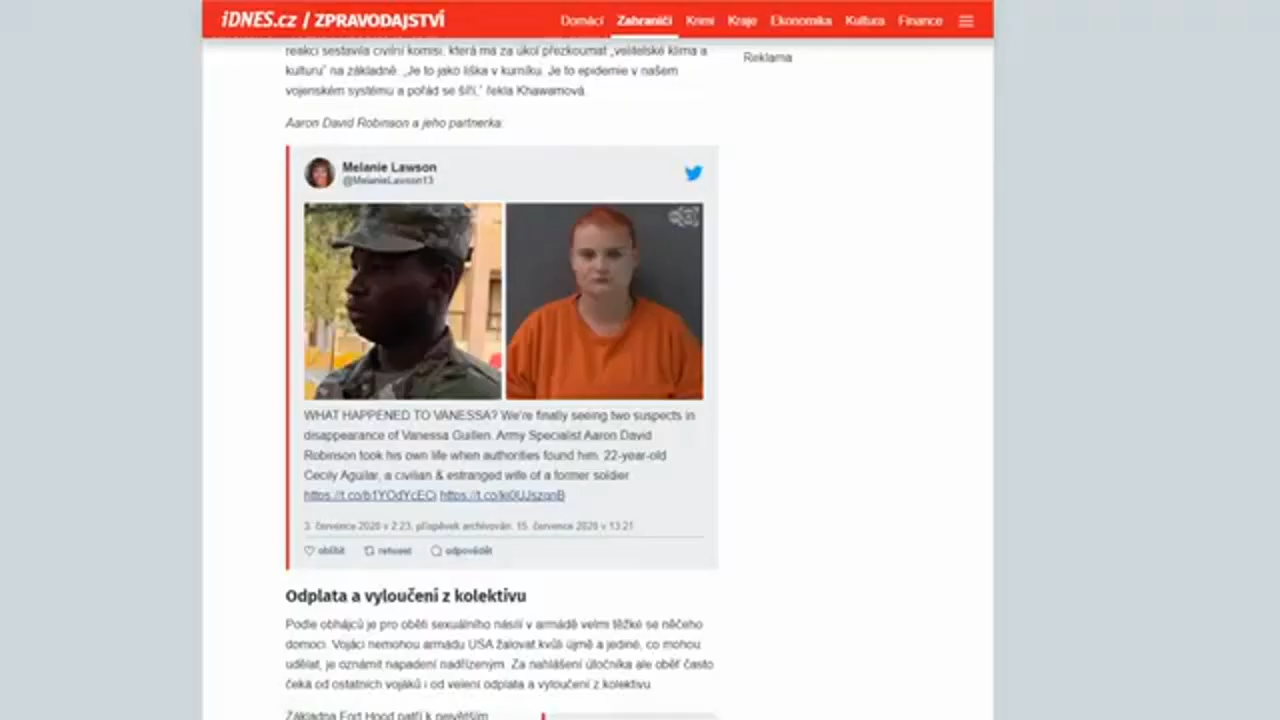 iDNES.cz / ZPRAVODAJSTVÍ
Domácí Zahraničí Krimi Kraje Ekonomika Kultura Finance
reakci sestavila civilní komisi, která má za úkol přezkoumat „velitelské klima a
kulturu“ na základně. „Je to jako liška v kurníku. Je to epidemie v našem
vojenském systému a pořád se šíří,“ řekla Khawamová.
Reklama
Aaron David Robinson a jeho partnerka:
Melanie Lawson
@MelanieLawson13
WHAT HAPPENED TO VANESSA? We're finally seeing two suspects in
disappearance of Vanessa Guillen. Army Specialist Aaron David
Robinson took his own life when authorities found him. 22-year-old
Cecily Aguilar, a civilian & estranged wife of a former soldier
3. července 2020 v 2:23, příspěvek archivován: 15. července 2020 v 13:21
oblíbit retweet odpovědět
Odplata a vyloučení z kolektivu
Podle obhájců je pro oběti sexuálního násilí v armádě velmi těžké se něčeho
domoci. Vojáci nemohou armádu USA žalovat kvůli újmě a jediné, co mohou
udělat, je oznámit napadení nadřízeným. Za nahlášení útočníka ale oběť často
čeká od ostatních vojáků i od velení odplata a vyloučení z kolektivu.
Základna Fort Hood patří k největším